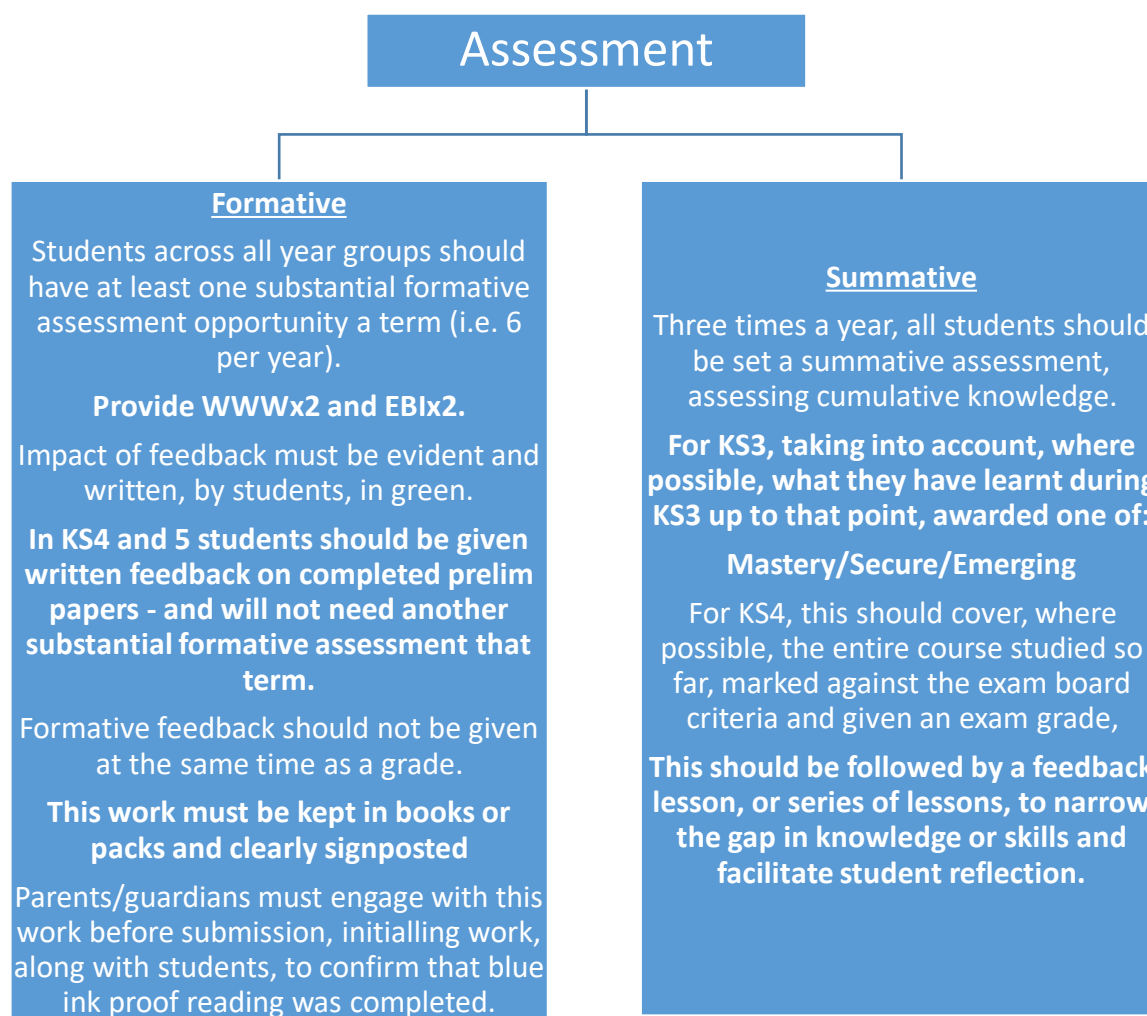 Assessment
Formative
Students across all year groups should
have at least one substantial formative
assessment opportunity a term (i.e. 6
per year).
Provide WWWx2 and EBIx2.
Impact of feedback must be evident and
written, by students, in green.
In KS4 and 5 students should be given
written feedback on completed prelim
papers - and will not need another
substantial formative assessment that
term.
Formative feedback should not be given
at the same time as a grade.
This work must be kept in books or
packs and clearly signposted
Parents/guardians must engage with this
work before submission, initialling work,
along with students, to confirm that blue
ink proof reading was completed.
Summative
Three times a year, all students should
be set a summative assessment,
assessing cumulative knowledge.
For KS3, taking into account, where
possible, what they have learnt during
KS3 up to that point, awarded one of:
Mastery/Secure/Emerging
For KS4, this should cover, where
possible, the entire course studied so
far, marked against the exam board
criteria and given an exam grade,
This should be followed by a feedback
lesson, or series of lessons, to narrow
the gap in knowledge or skills and
facilitate student reflection.